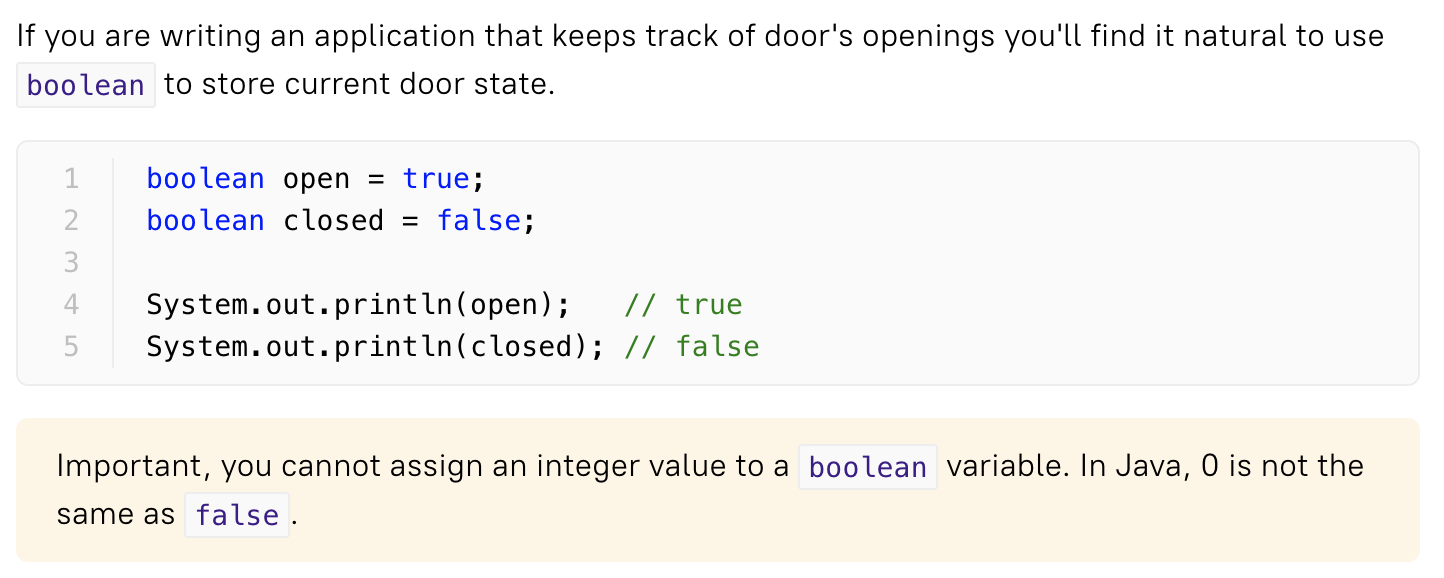 If you are writing an application that keeps track of door's openings you'll find it natural to use
boolean to store current door state.
1 boolean open = true;
2 boolean closed = false;
3
4 System.out.println(open);   // true
5 System.out.println(closed); // false
Important, you cannot assign an integer value to a boolean variable. In Java, 0 is not the
same as false.